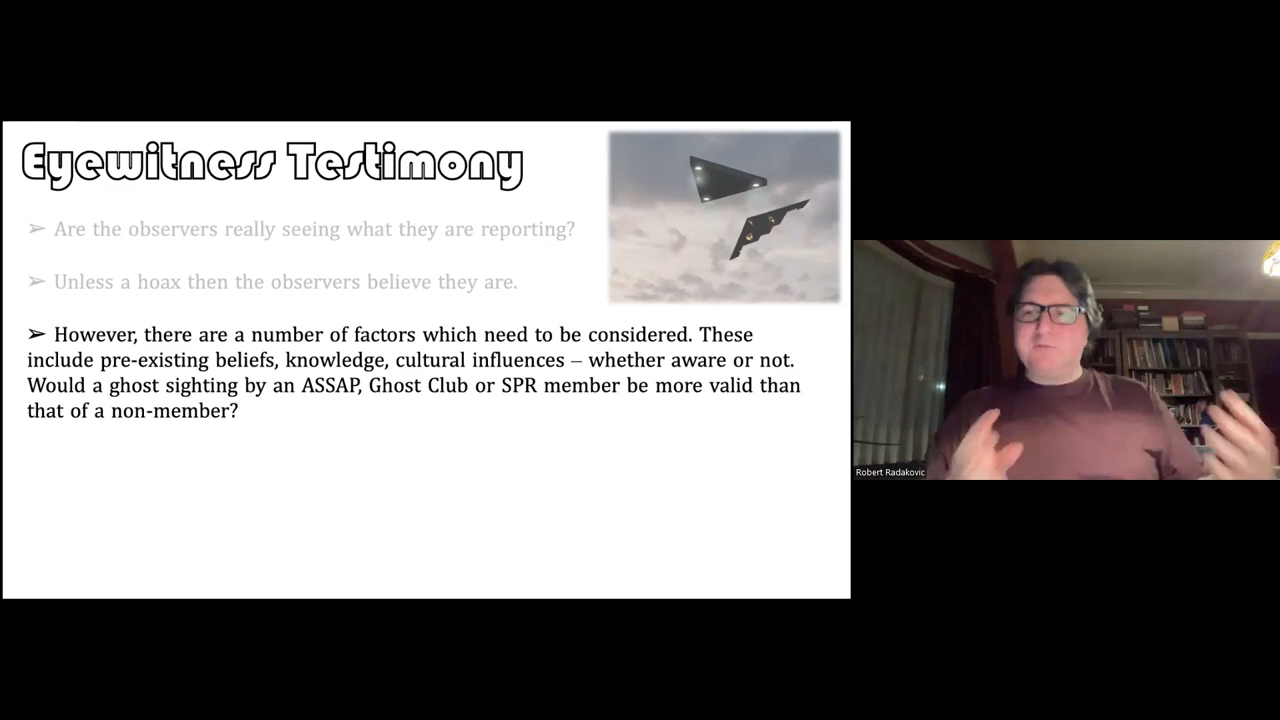 Eyewitness Testimony
➢ Are the observers really seeing what they are reporting?
➢ Unless a hoax then the observers believe they are.
➢ However, there are a number of factors which need to be considered. These
include pre-existing beliefs, knowledge, cultural influences – whether aware or not.
Would a ghost sighting by an ASSAP, Ghost Club or SPR member be more valid than
that of a non-member?
Robert Radakovic